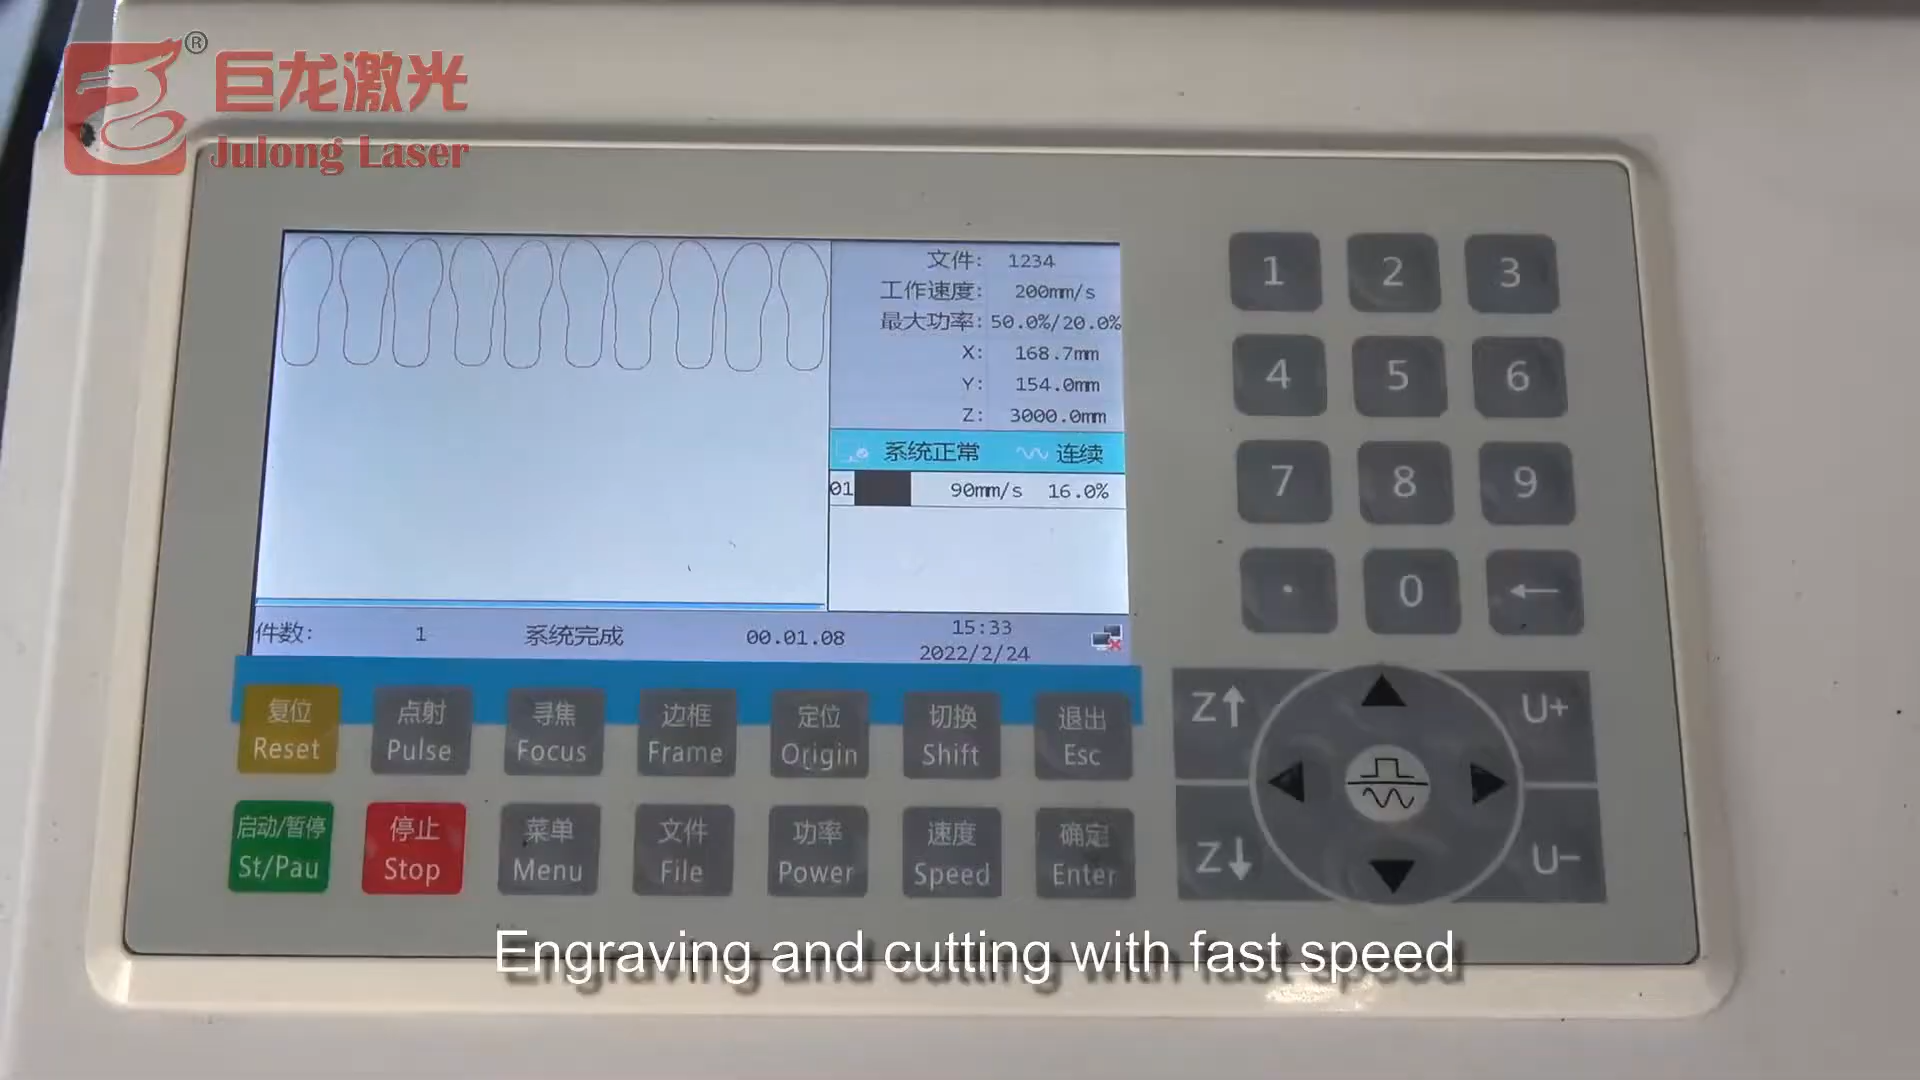 ®
巨龙激光
Julong Laser
文件: 1234
工作速度: 200mm/s
最大功率: 50.0%/20.0%
X: 168.7mm
Y: 154.0mm
Z: 3000.0mm
系统正常 连续
01 90mm/s 16.0%
件数: 1 系统完成 00.01.08 15:33
2022/2/24
1 2 3
4 5 6
7 8 9
· 0 ←
复位 点射 寻焦 边框 定位 切换 退出
Reset Pulse Focus Frame Origin Shift Esc
启动/暂停 停止 菜单 文件 功率 速度 确定
St/Pau Stop Menu File Power Speed Enter
Z↑ U+
Z↓ U-
Engraving and cutting with fast speed